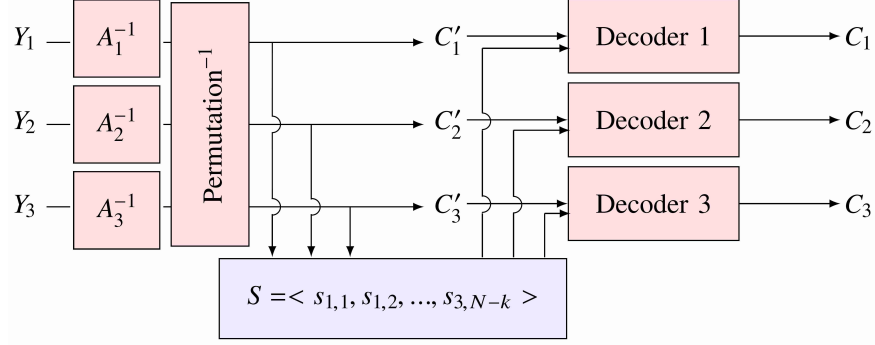 Y₁ A₁⁻¹ C′₁ Decoder 1 C₁
Permutation⁻¹
Y₂ A₂⁻¹ C′₂ Decoder 2 C₂
Y₃ A₃⁻¹ C′₃ Decoder 3 C₃
S =< s₁,₁, s₁,₂, ..., s₃,N₋k >